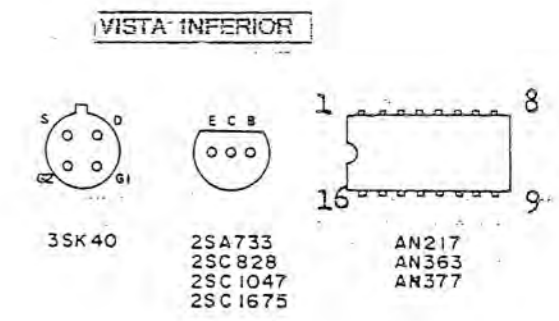 VISTA INFERIOR
S D
G2 G1
3SK40
E C B
2SA733
2SC828
2SC1047
2SC1675
1 8
16 9
AN217
AN363
AN377